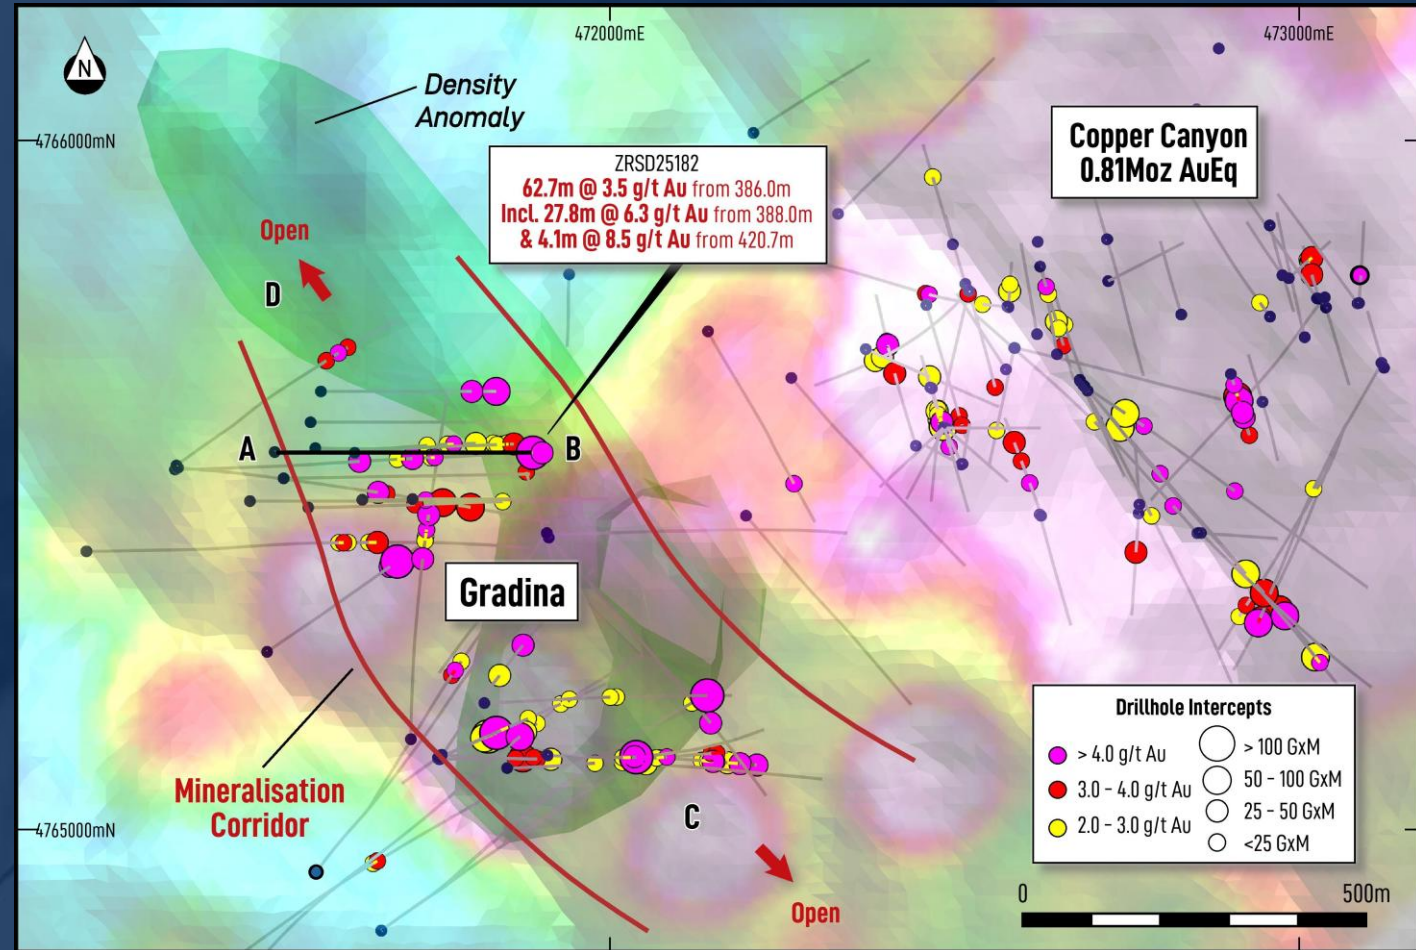 472000mE
473000mE
N
Density
Anomaly
4766000mN
Copper Canyon
0.81Moz AuEq
ZRSD25182
62.7m @ 3.5 g/t Au from 386.0m
Incl. 27.8m @ 6.3 g/t Au from 388.0m
& 4.1m @ 8.5 g/t Au from 420.7m
Open
D
A
B
Gradina
Mineralisation
Corridor
C
4765000mN
Open
Drillhole Intercepts
> 4.0 g/t Au
3.0 - 4.0 g/t Au
2.0 - 3.0 g/t Au
> 100 GxM
50 - 100 GxM
25 - 50 GxM
<25 GxM
0
500m